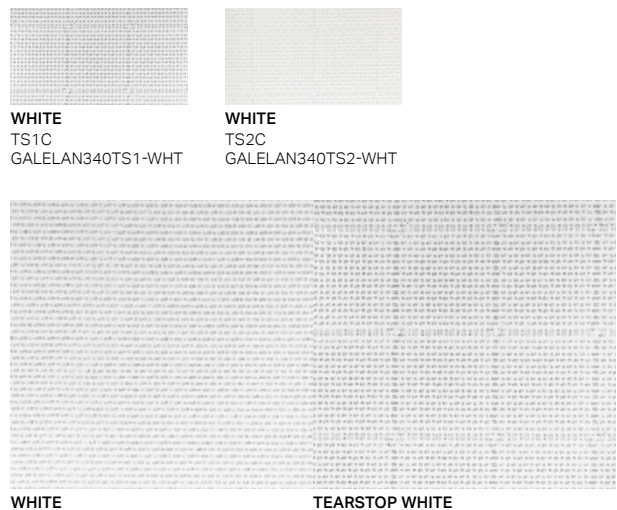 WHITE
TS1C
GALELAN340TS1-WHT
WHITE
TS2C
GALELAN340TS2-WHT
WHITE
TEARSTOP WHITE